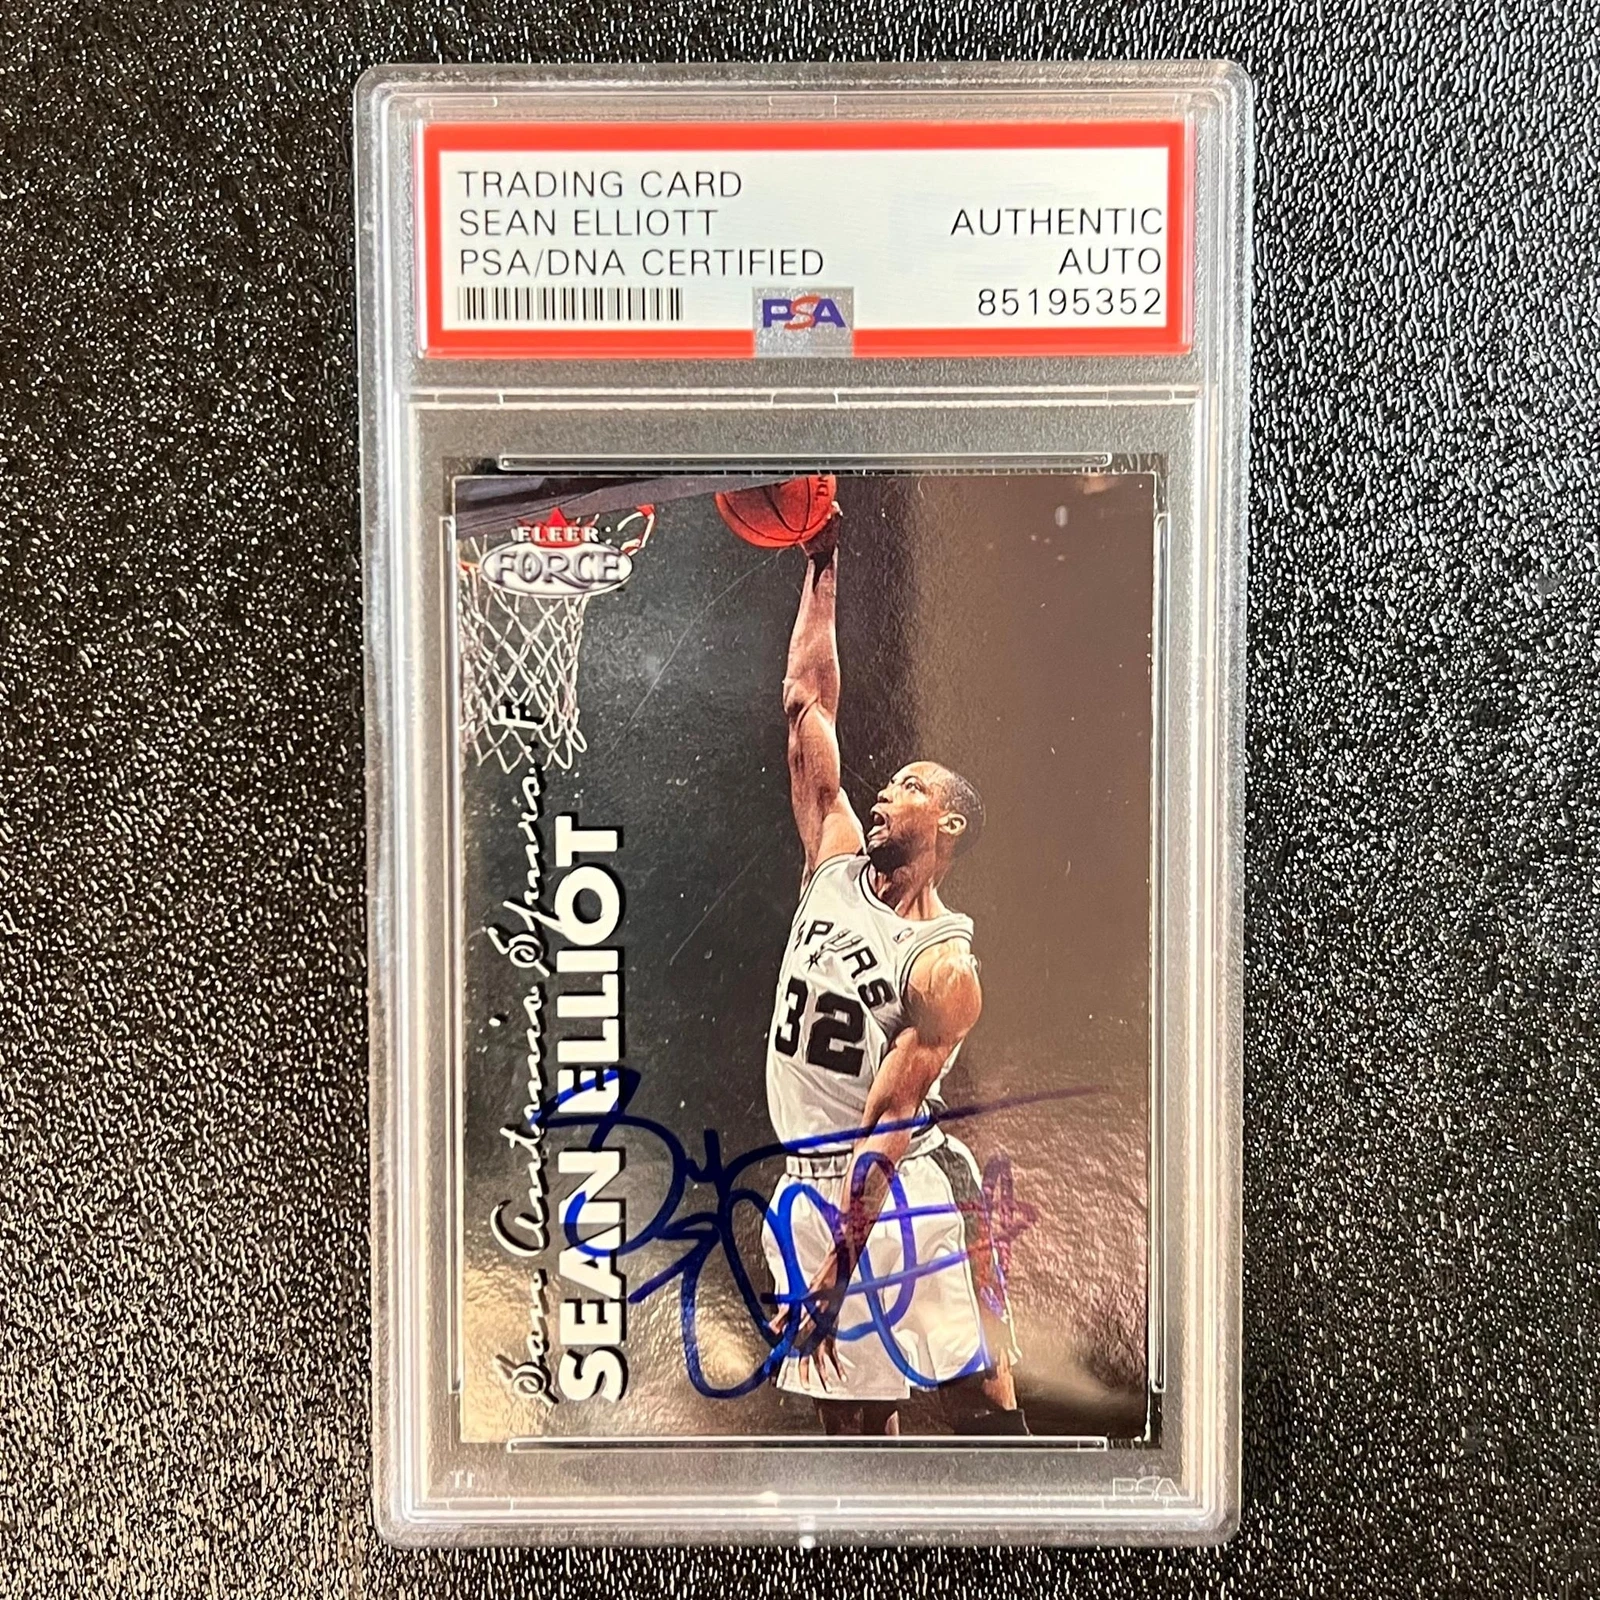 TRADING CARD
SEAN ELLIOTT
PSA/DNA CERTIFIED
AUTHENTIC
AUTO
85195352
PSA
FLEER
FORCE
San Antonio Spurs . F
SEAN ELLIOTT
SPURS
32
PSA